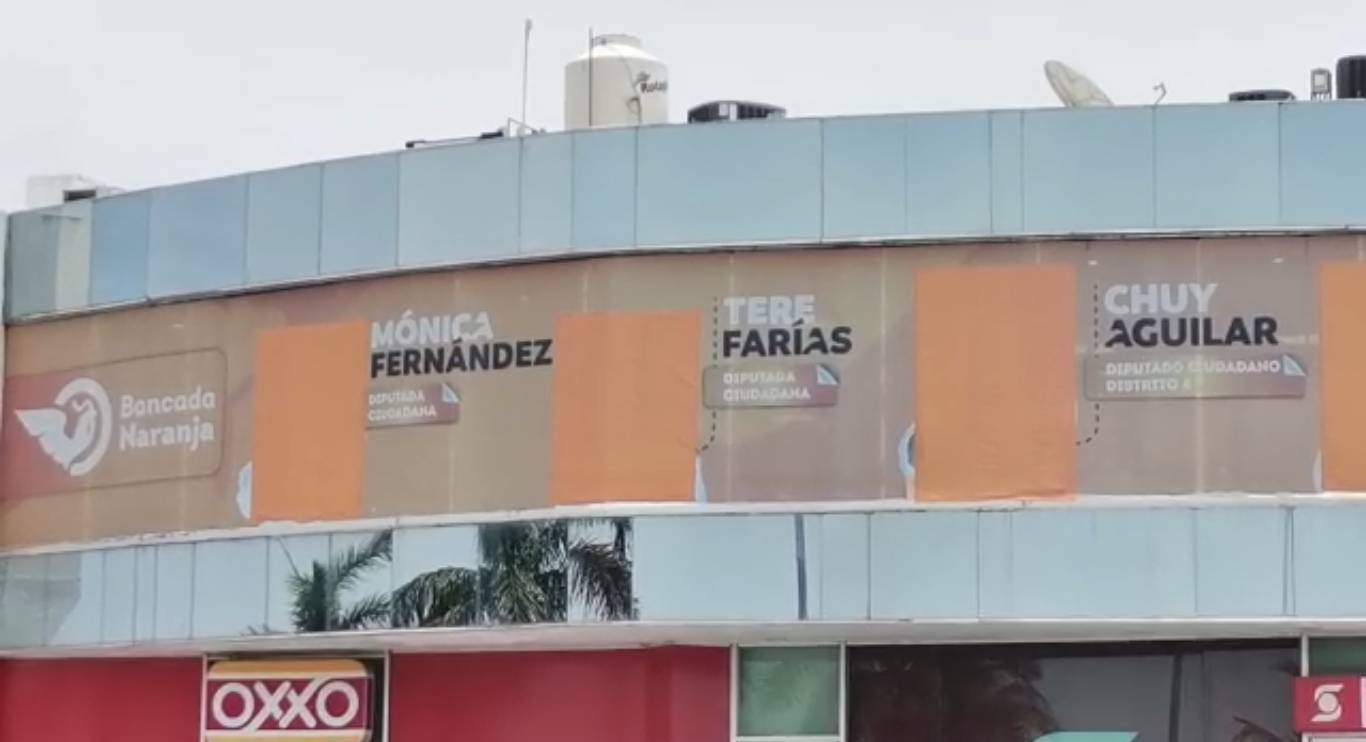 Bancada
Naranja
MÓNICA
FERNÁNDEZ
DIPUTADA
CIUDADANA
TERE
FARÍAS
DIPUTADA
CIUDADANA
CHUY
AGUILAR
DIPUTADO CIUDADANO
DISTRITO 4
OXXO